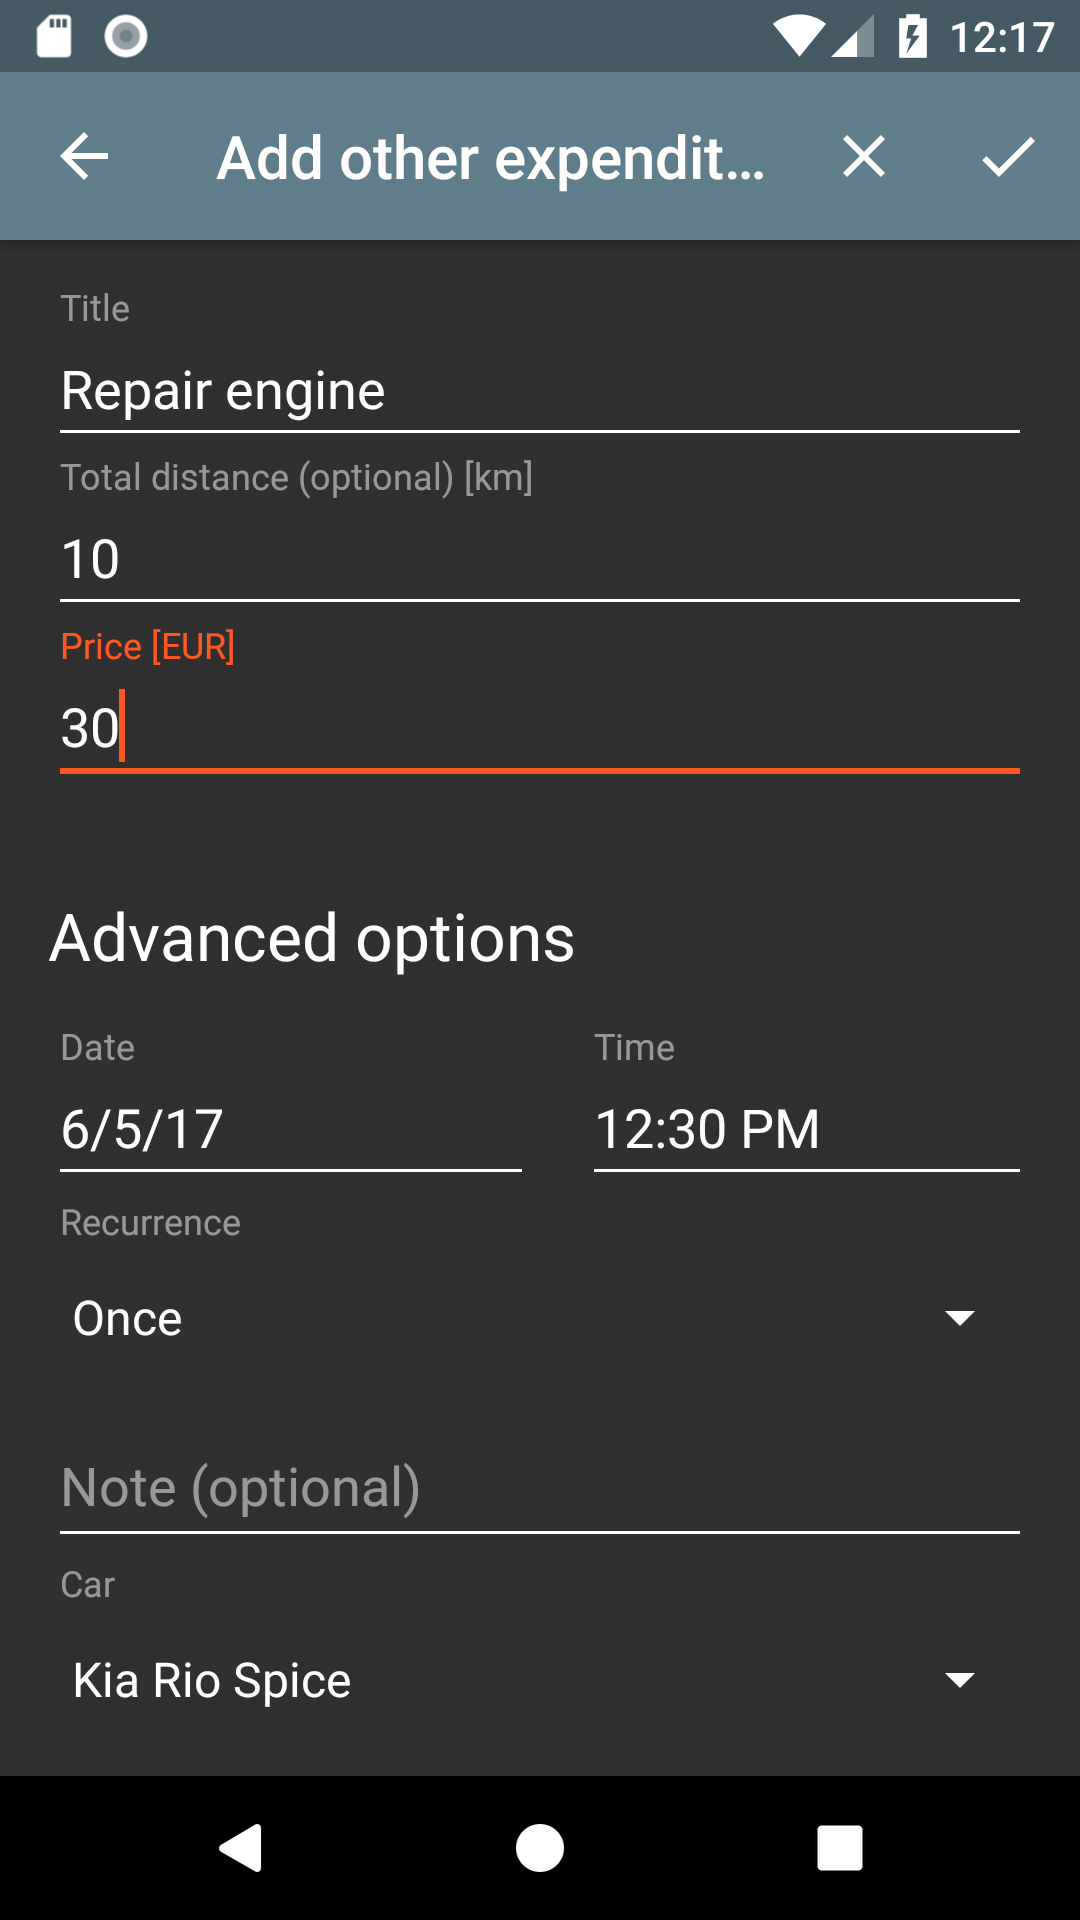 12:17
Add other expendit...
Title
Repair engine
Total distance (optional) [km]
10
Price [EUR]
30
Advanced options
Date
Time
6/5/17
12:30 PM
Recurrence
Once
Note (optional)
Car
Kia Rio Spice